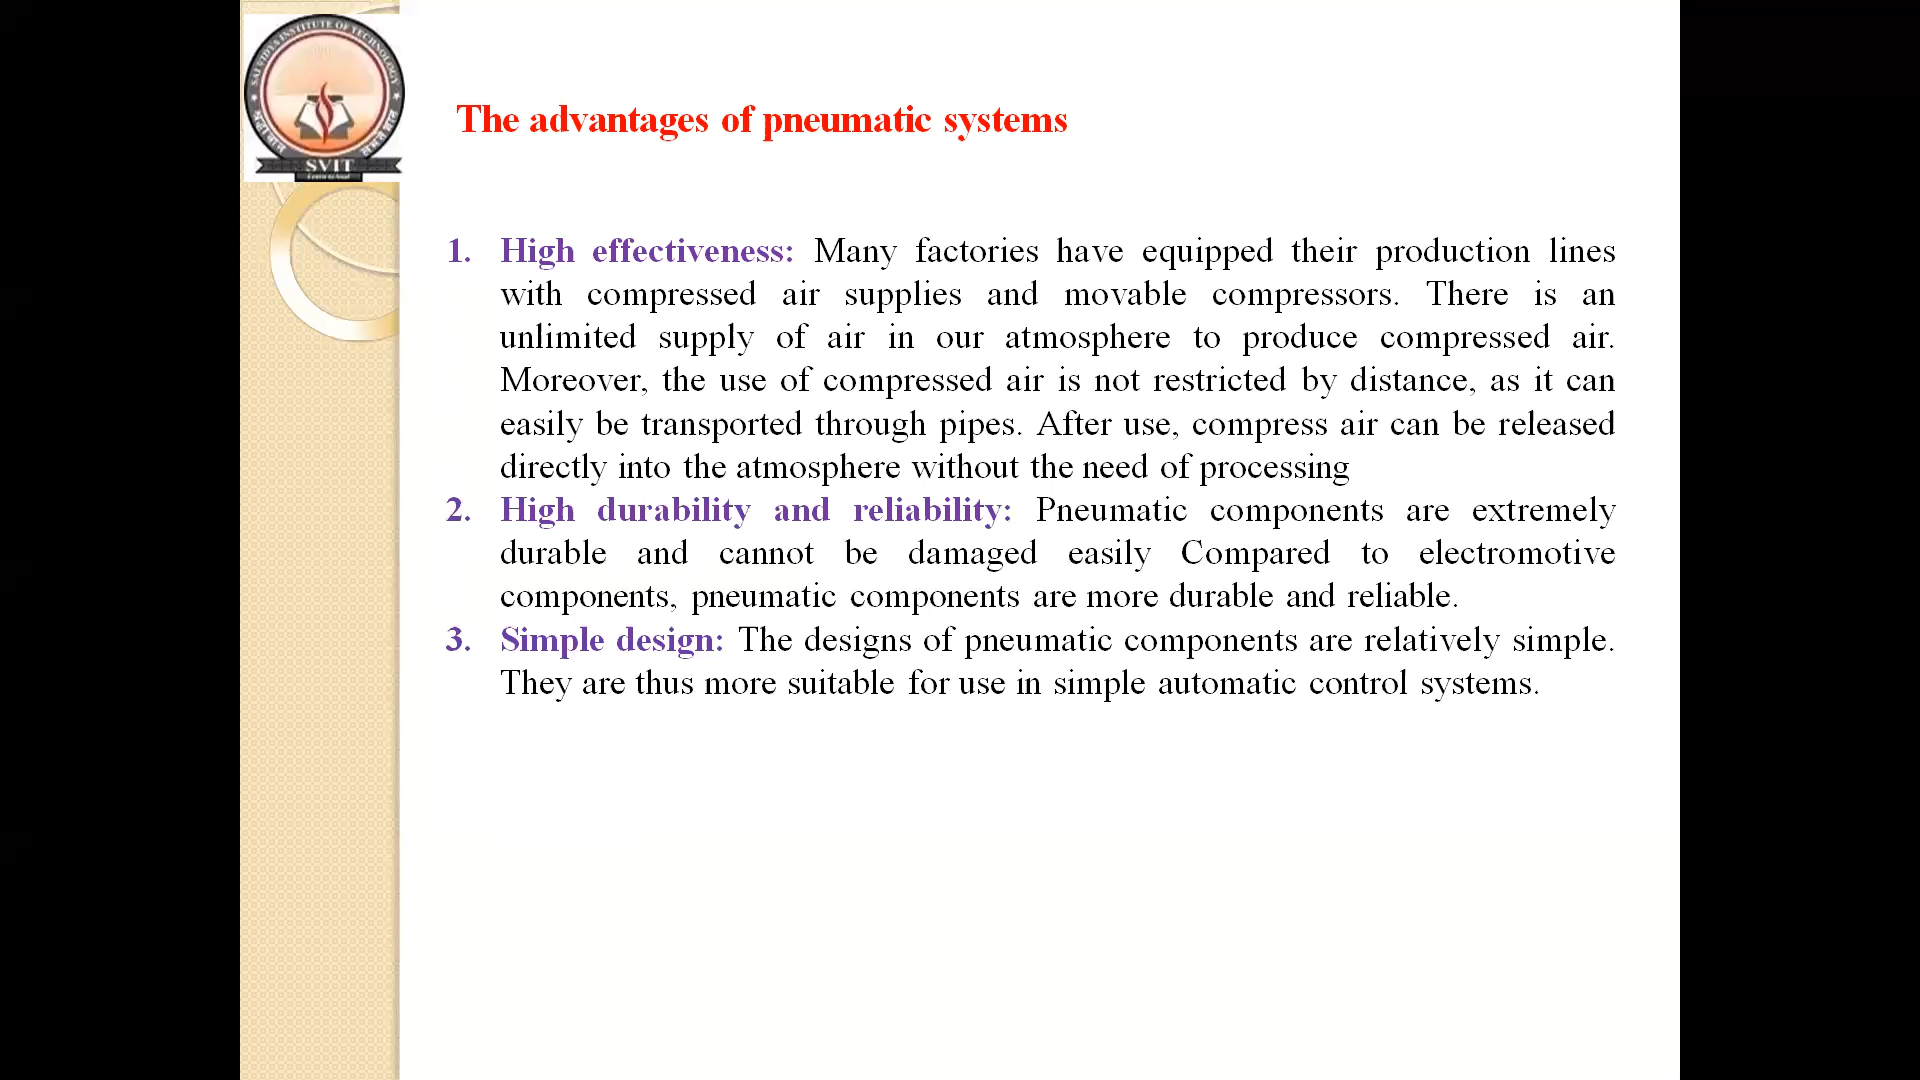 SAI VIDYA INSTITUTE OF TECHNOLOGY
SVIT
The advantages of pneumatic systems
1. High effectiveness: Many factories have equipped their production lines
with compressed air supplies and movable compressors. There is an
unlimited supply of air in our atmosphere to produce compressed air.
Moreover, the use of compressed air is not restricted by distance, as it can
easily be transported through pipes. After use, compress air can be released
directly into the atmosphere without the need of processing
2. High durability and reliability: Pneumatic components are extremely
durable and cannot be damaged easily Compared to electromotive
components, pneumatic components are more durable and reliable.
3. Simple design: The designs of pneumatic components are relatively simple.
They are thus more suitable for use in simple automatic control systems.